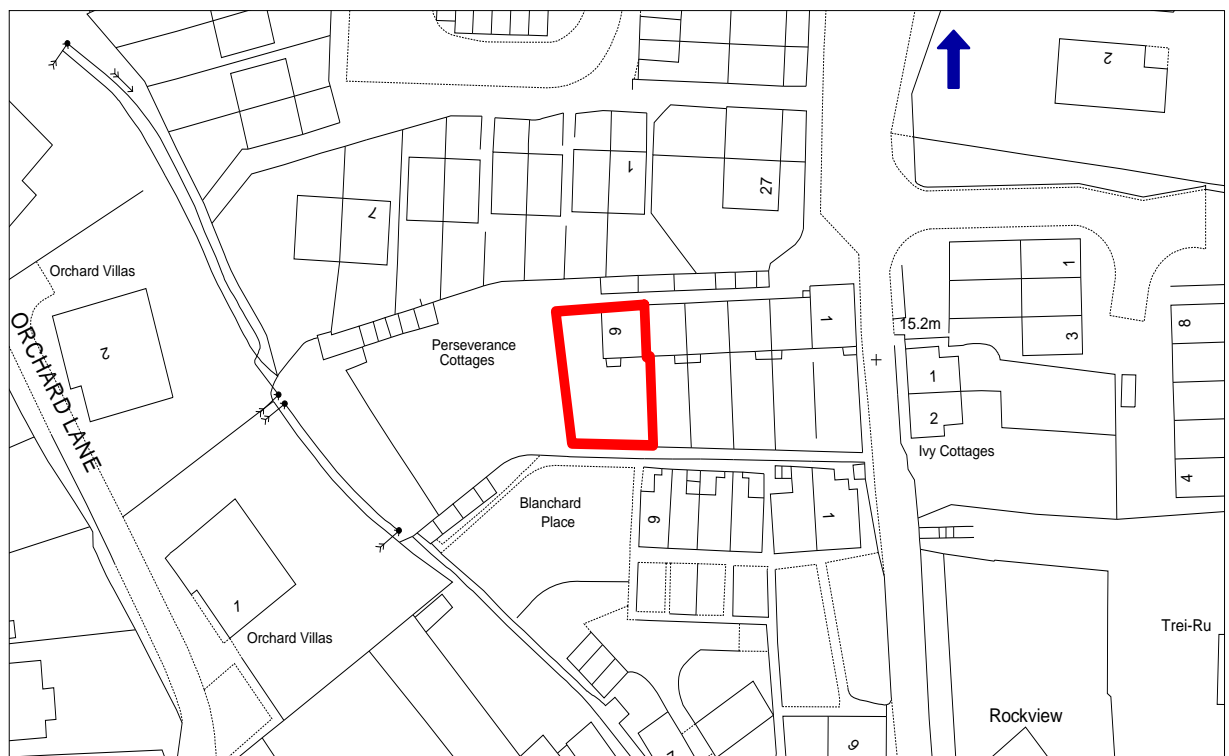 2
1
27
7
Orchard Villas
1
8
15.2m
6
1
3
ORCHARD LANE
2
Perseverance
Cottages
1
2
Ivy Cottages
4
Blanchard
Place
6
1
1
Orchard Villas
Trei-Ru
Rockview
6